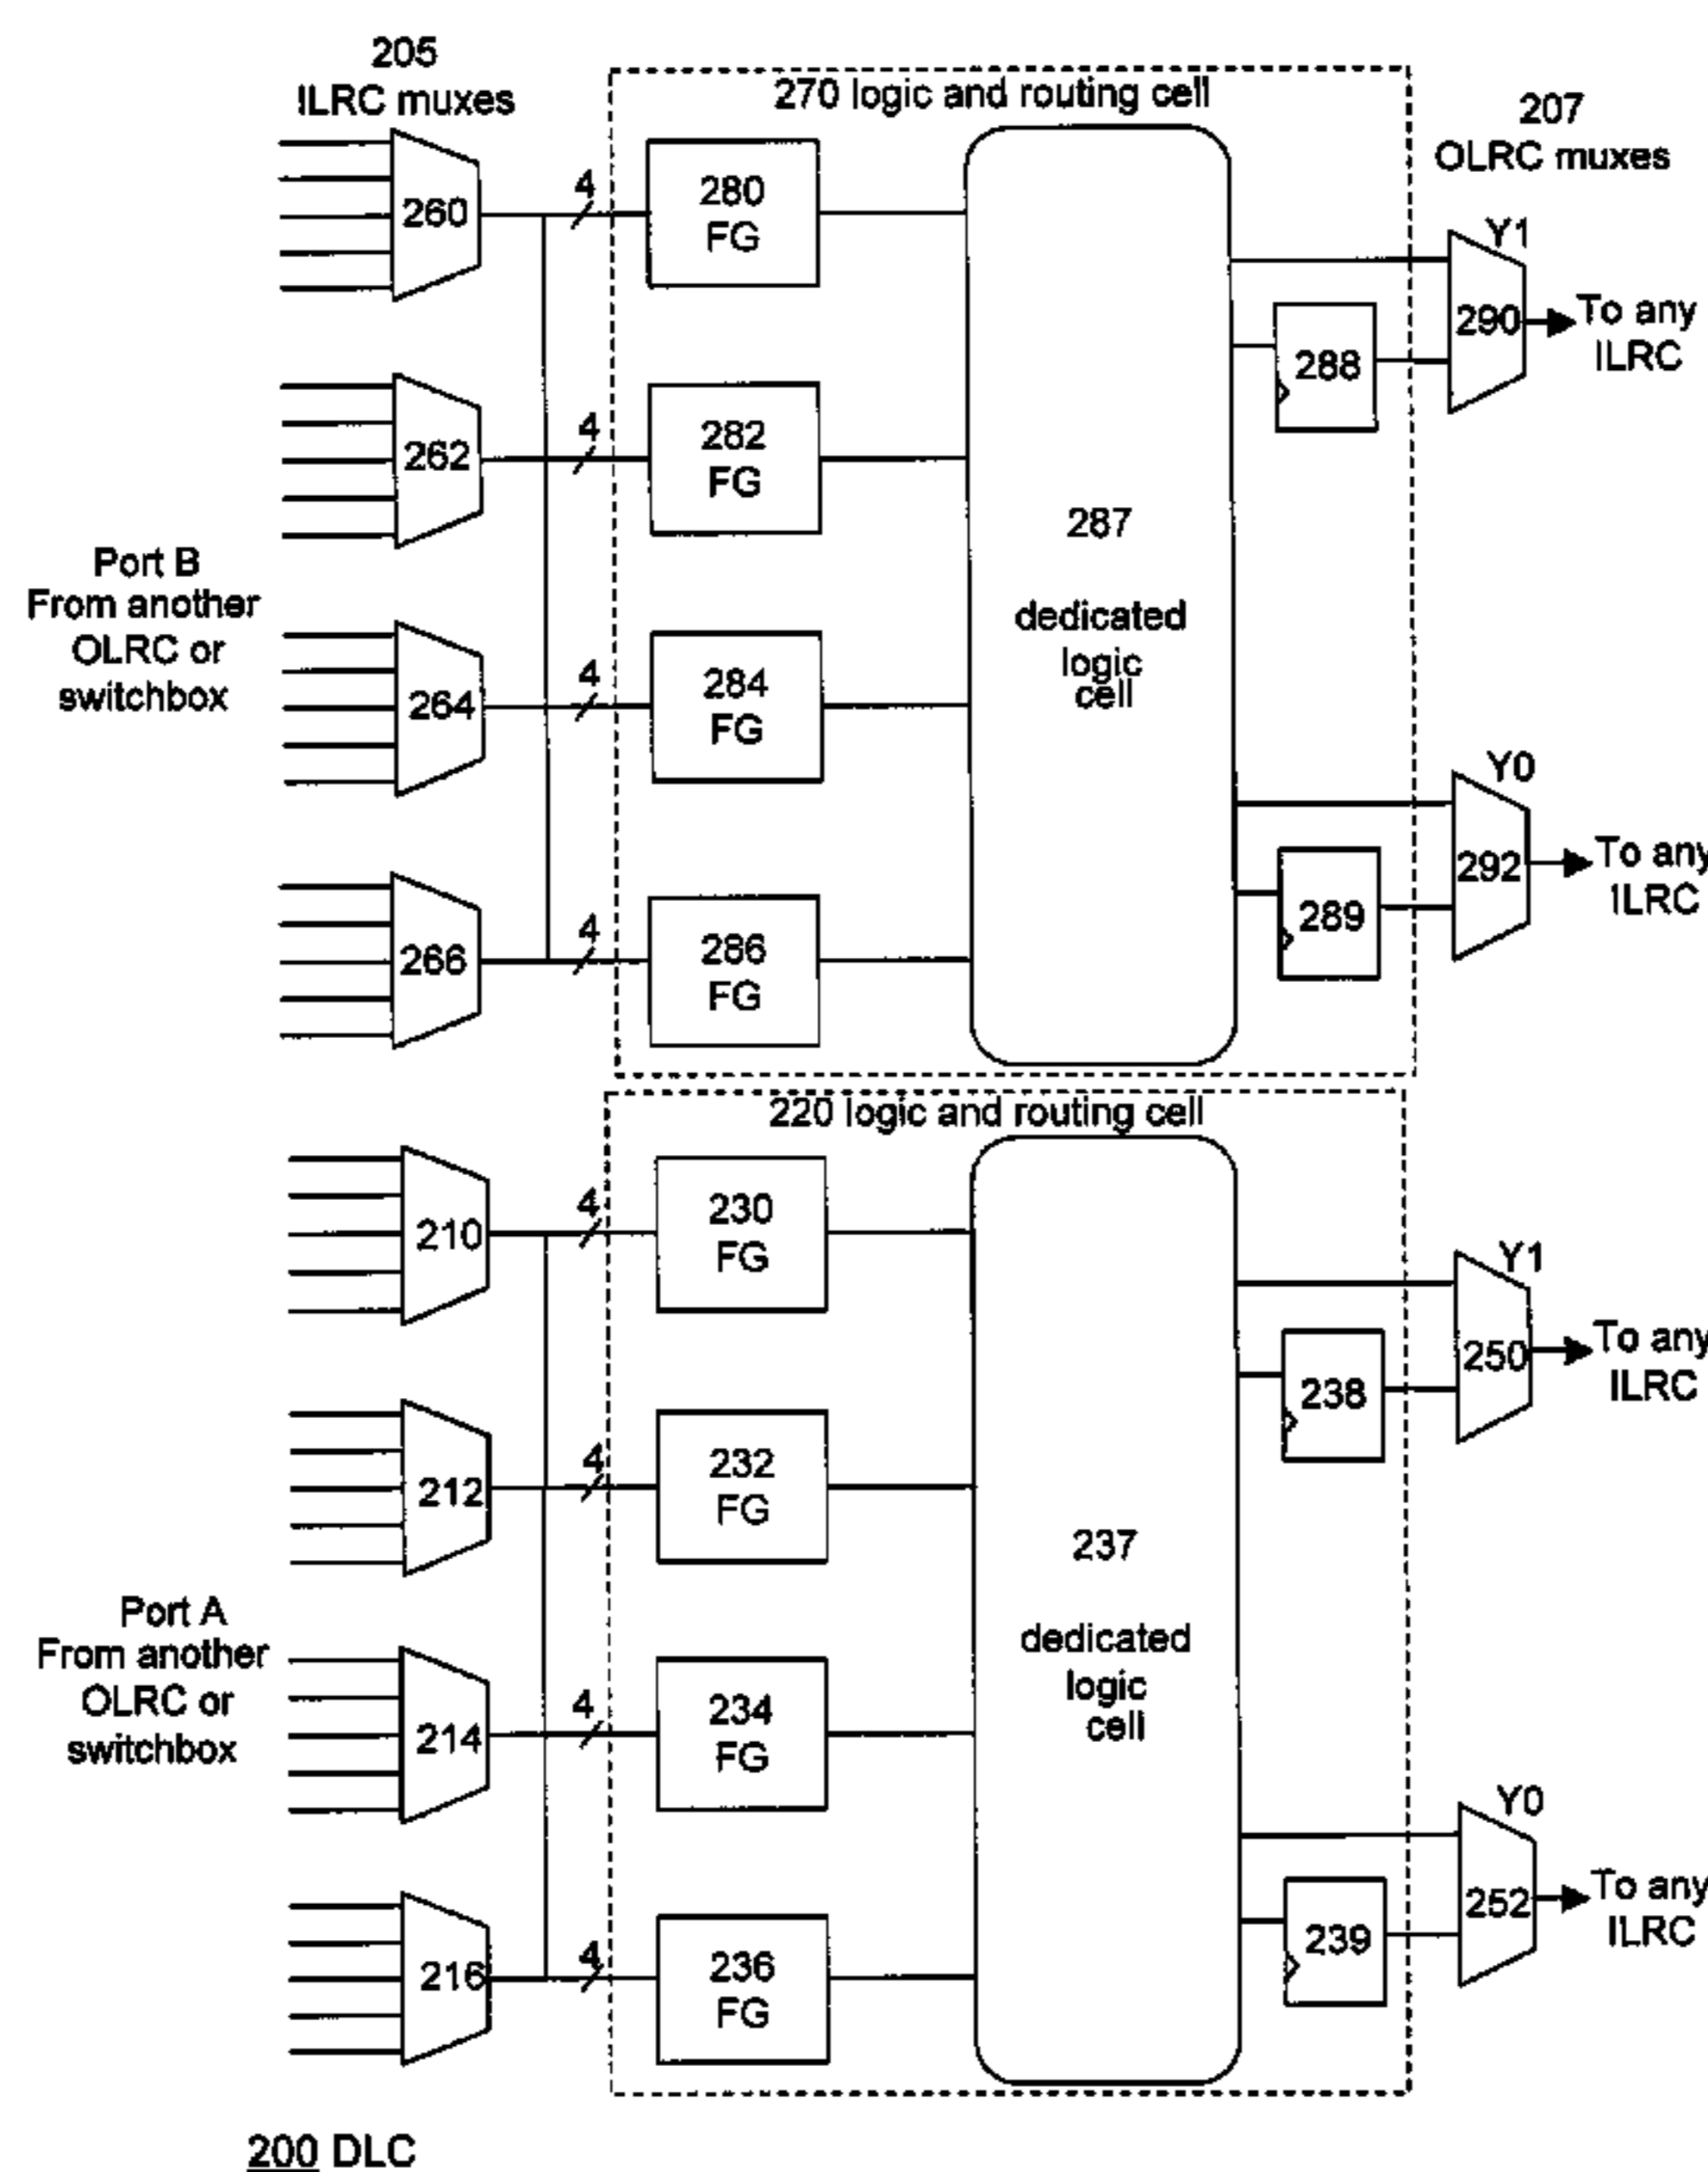 205
ILRC muxes
270 logic and routing cell
207
OLRC muxes
260
4
280
FG
Y1
290
To any
ILRC
288
262
4
282
FG
287
dedicated
logic
cell
Port B
From another
OLRC or
switchbox
264
4
284
FG
Y0
292
To any
ILRC
289
266
4
286
FG
220 logic and routing cell
210
4
230
FG
Y1
250
To any
ILRC
238
212
4
232
FG
237
dedicated
logic
cell
Port A
From another
OLRC or
switchbox
214
4
234
FG
Y0
252
To any
ILRC
239
216
4
236
FG
200 DLC